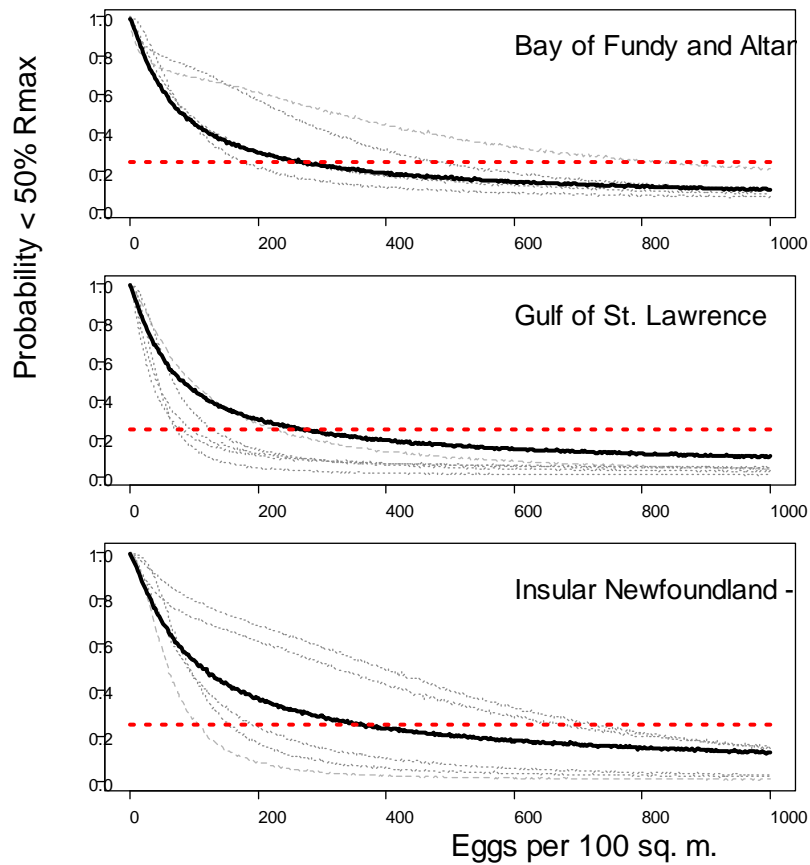 Probability < 50% Rmax
Bay of Fundy and Altar
1.0
0.8
0.6
0.4
0.2
0.0
0 200 400 600 800 1000
Gulf of St. Lawrence
1.0
0.8
0.6
0.4
0.2
0.0
0 200 400 600 800 1000
Insular Newfoundland -
1.0
0.8
0.6
0.4
0.2
0.0
0 200 400 600 800 1000
Eggs per 100 sq. m.